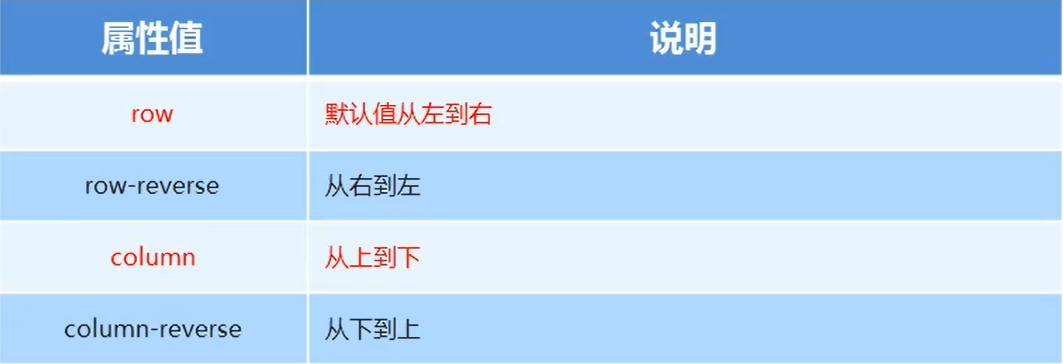 属性值 说明
row 默认值从左到右
row-reverse 从右到左
column 从上到下
column-reverse 从下到上